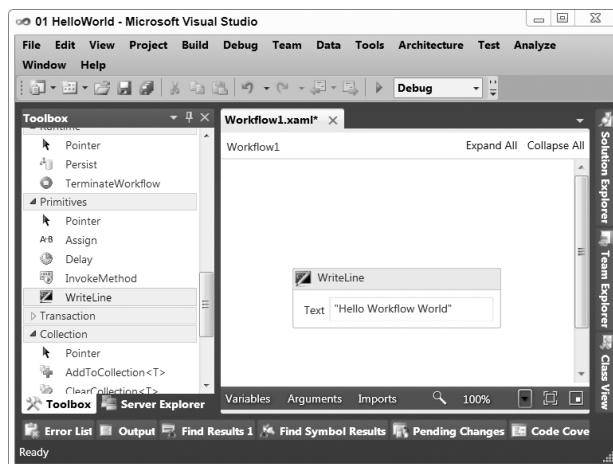 01 HelloWorld - Microsoft Visual Studio
File Edit View Project Build Debug Team Data Tools Architecture Test Analyze
Window Help
Debug
Toolbox
Runtime
Pointer
Persist
TerminateWorkflow
Primitives
Pointer
A*B Assign
Delay
InvokeMethod
WriteLine
Transaction
Collection
Pointer
AddToCollection<T>
ClearCollection<T>
Toolbox Server Explorer
Workflow1.xaml*
Workflow1 Expand All Collapse All
WriteLine
Text "Hello Workflow World"
Variables Arguments Imports 100%
Solution Explorer
Team Explorer
Class View
Error List Output Find Results 1 Find Symbol Results Pending Changes Code Cove
Ready